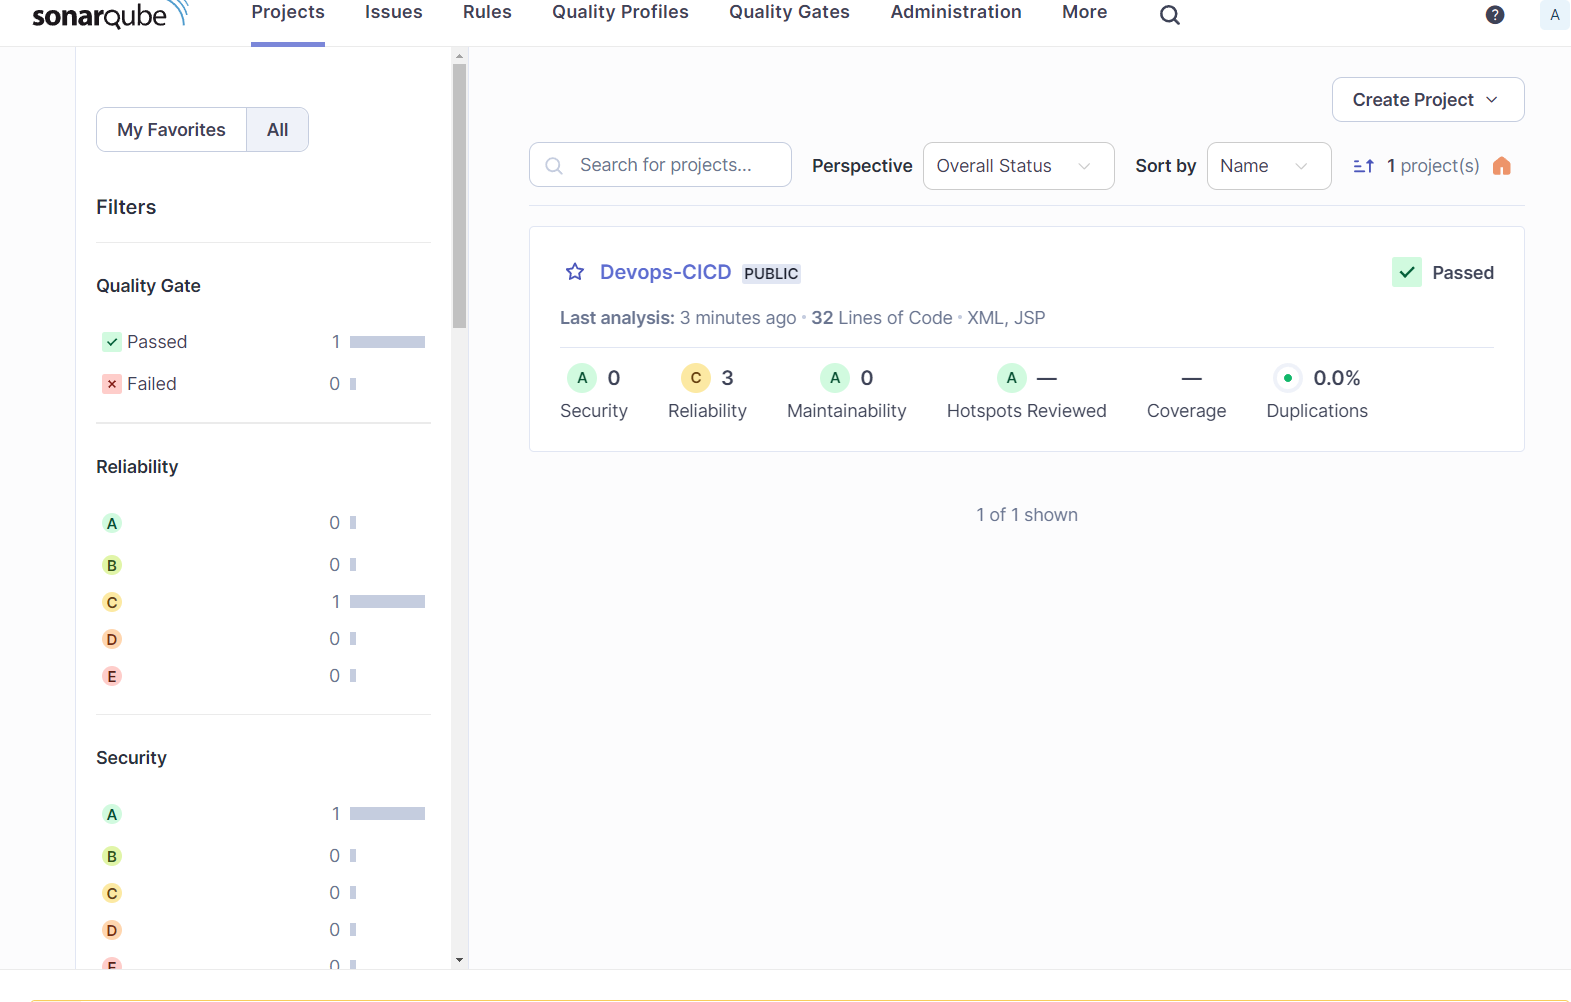 sonarqube Projects Issues Rules Quality Profiles Quality Gates Administration More ? A
My Favorites All
Filters
Quality Gate
Passed 1
Failed 0
Reliability
A 0
B 0
C 1
D 0
E 0
Security
A 1
B 0
C 0
D 0
E 0
Create Project
Search for projects... Perspective Overall Status Sort by Name 1 project(s)
Devops-CICD PUBLIC Passed
Last analysis: 3 minutes ago • 32 Lines of Code • XML, JSP
A 0 C 3 A 0 A — — 0.0%
Security Reliability Maintainability Hotspots Reviewed Coverage Duplications
1 of 1 shown